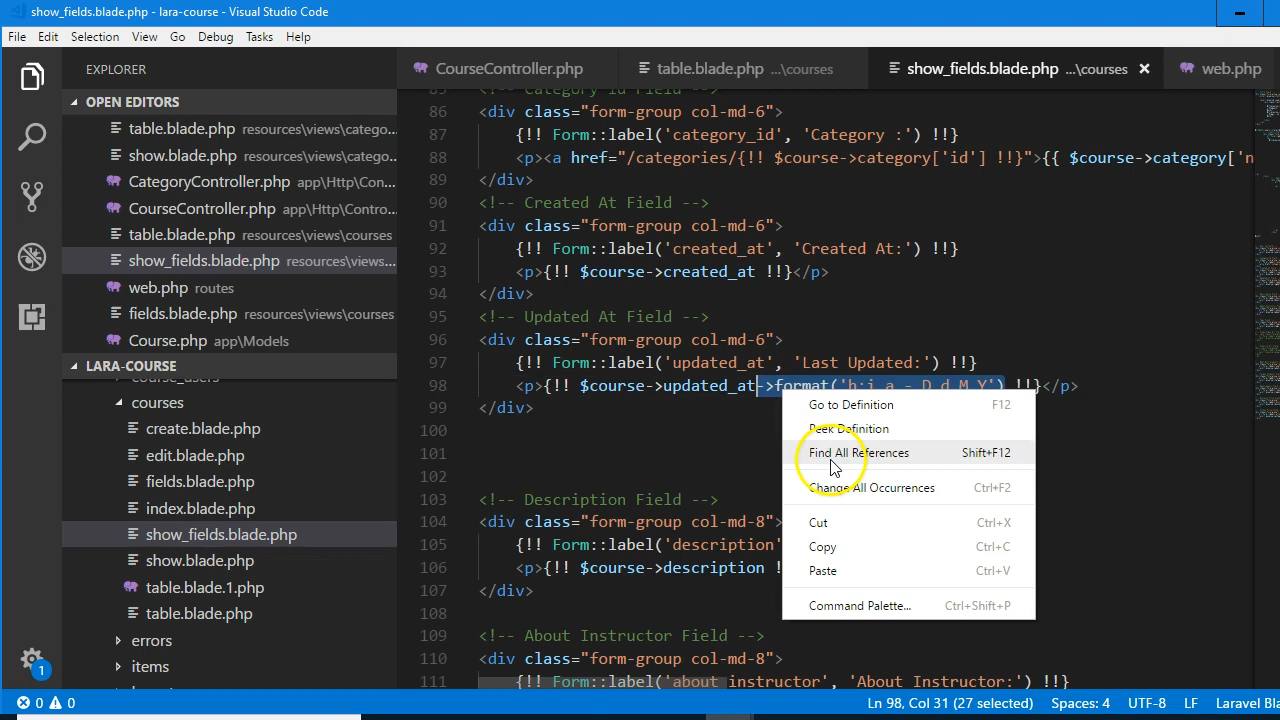 show_fields.blade.php - lara-course - Visual Studio Code
File Edit Selection View Go Debug Tasks Help
EXPLORER
OPEN EDITORS
table.blade.php resources\views\catego...
show.blade.php resources\views\catego...
CategoryController.php app\Http\Con...
CourseController.php app\Http\Contro...
table.blade.php resources\views\courses
show_fields.blade.php resources\views...
web.php routes
fields.blade.php resources\views\courses
Course.php app\Models
LARA-COURSE
course_users
courses
create.blade.php
edit.blade.php
fields.blade.php
index.blade.php
show_fields.blade.php
show.blade.php
table.blade.1.php
table.blade.php
errors
items
1
CourseController.php table.blade.php ...\courses show_fields.blade.php ...\courses web.php
85 <!-- Category Id Field -->
86 <div class="form-group col-md-6">
87 {!! Form::label('category_id', 'Category :') !!}
88 <p><a href="/categories/{!! $course->category['id'] !!}">{{ $course->category['n
89 </div>
90 <!-- Created At Field -->
91 <div class="form-group col-md-6">
92 {!! Form::label('created_at', 'Created At:') !!}
93 <p>{!! $course->created_at !!}</p>
94 </div>
95 <!-- Updated At Field -->
96 <div class="form-group col-md-6">
97 {!! Form::label('updated_at', 'Last Updated:') !!}
98 <p>{!! $course->updated_at->format('h:i a - D d M Y') !!}</p>
99 </div>
100
101
102
103 <!-- Description Field -->
104 <div class="form-group col-md-8">
105 {!! Form::label('description'
106 <p>{!! $course->description !
107 </div>
108
109 <!-- About Instructor Field -->
110 <div class="form-group col-md-8">
111 {!! Form::label('about_instructor', 'About Instructor:') !!}
Go to Definition F12
Peek Definition
Find All References Shift+F12
Change All Occurrences Ctrl+F2
Cut Ctrl+X
Copy Ctrl+C
Paste Ctrl+V
Command Palette... Ctrl+Shift+P
0 0 Ln 98, Col 31 (27 selected) Spaces: 4 UTF-8 LF Laravel Bla